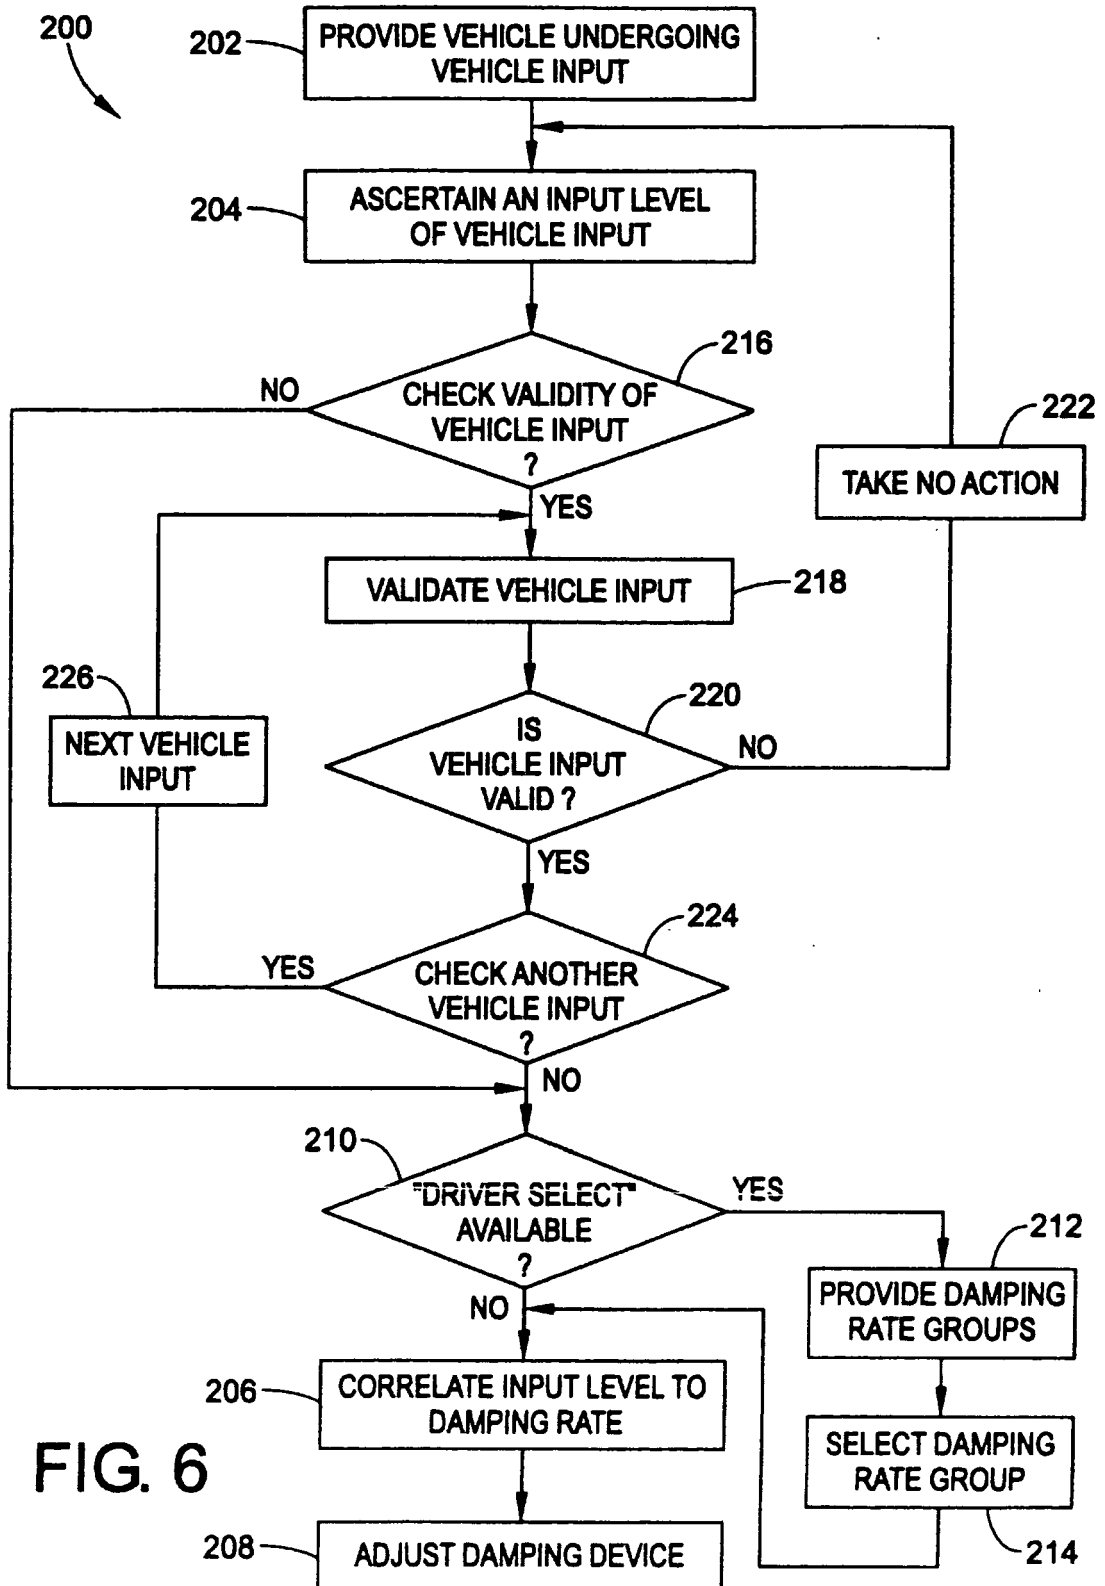 200
202
PROVIDE VEHICLE UNDERGOING
VEHICLE INPUT
204
ASCERTAIN AN INPUT LEVEL
OF VEHICLE INPUT
216
NO
CHECK VALIDITY OF
VEHICLE INPUT
?
YES
222
TAKE NO ACTION
VALIDATE VEHICLE INPUT
218
226
NEXT VEHICLE
INPUT
220
IS
VEHICLE INPUT
VALID ?
NO
YES
224
YES
CHECK ANOTHER
VEHICLE INPUT
?
NO
210
"DRIVER SELECT"
AVAILABLE
?
YES
NO
212
PROVIDE DAMPING
RATE GROUPS
206
CORRELATE INPUT LEVEL TO
DAMPING RATE
SELECT DAMPING
RATE GROUP
214
FIG. 6
208
ADJUST DAMPING DEVICE